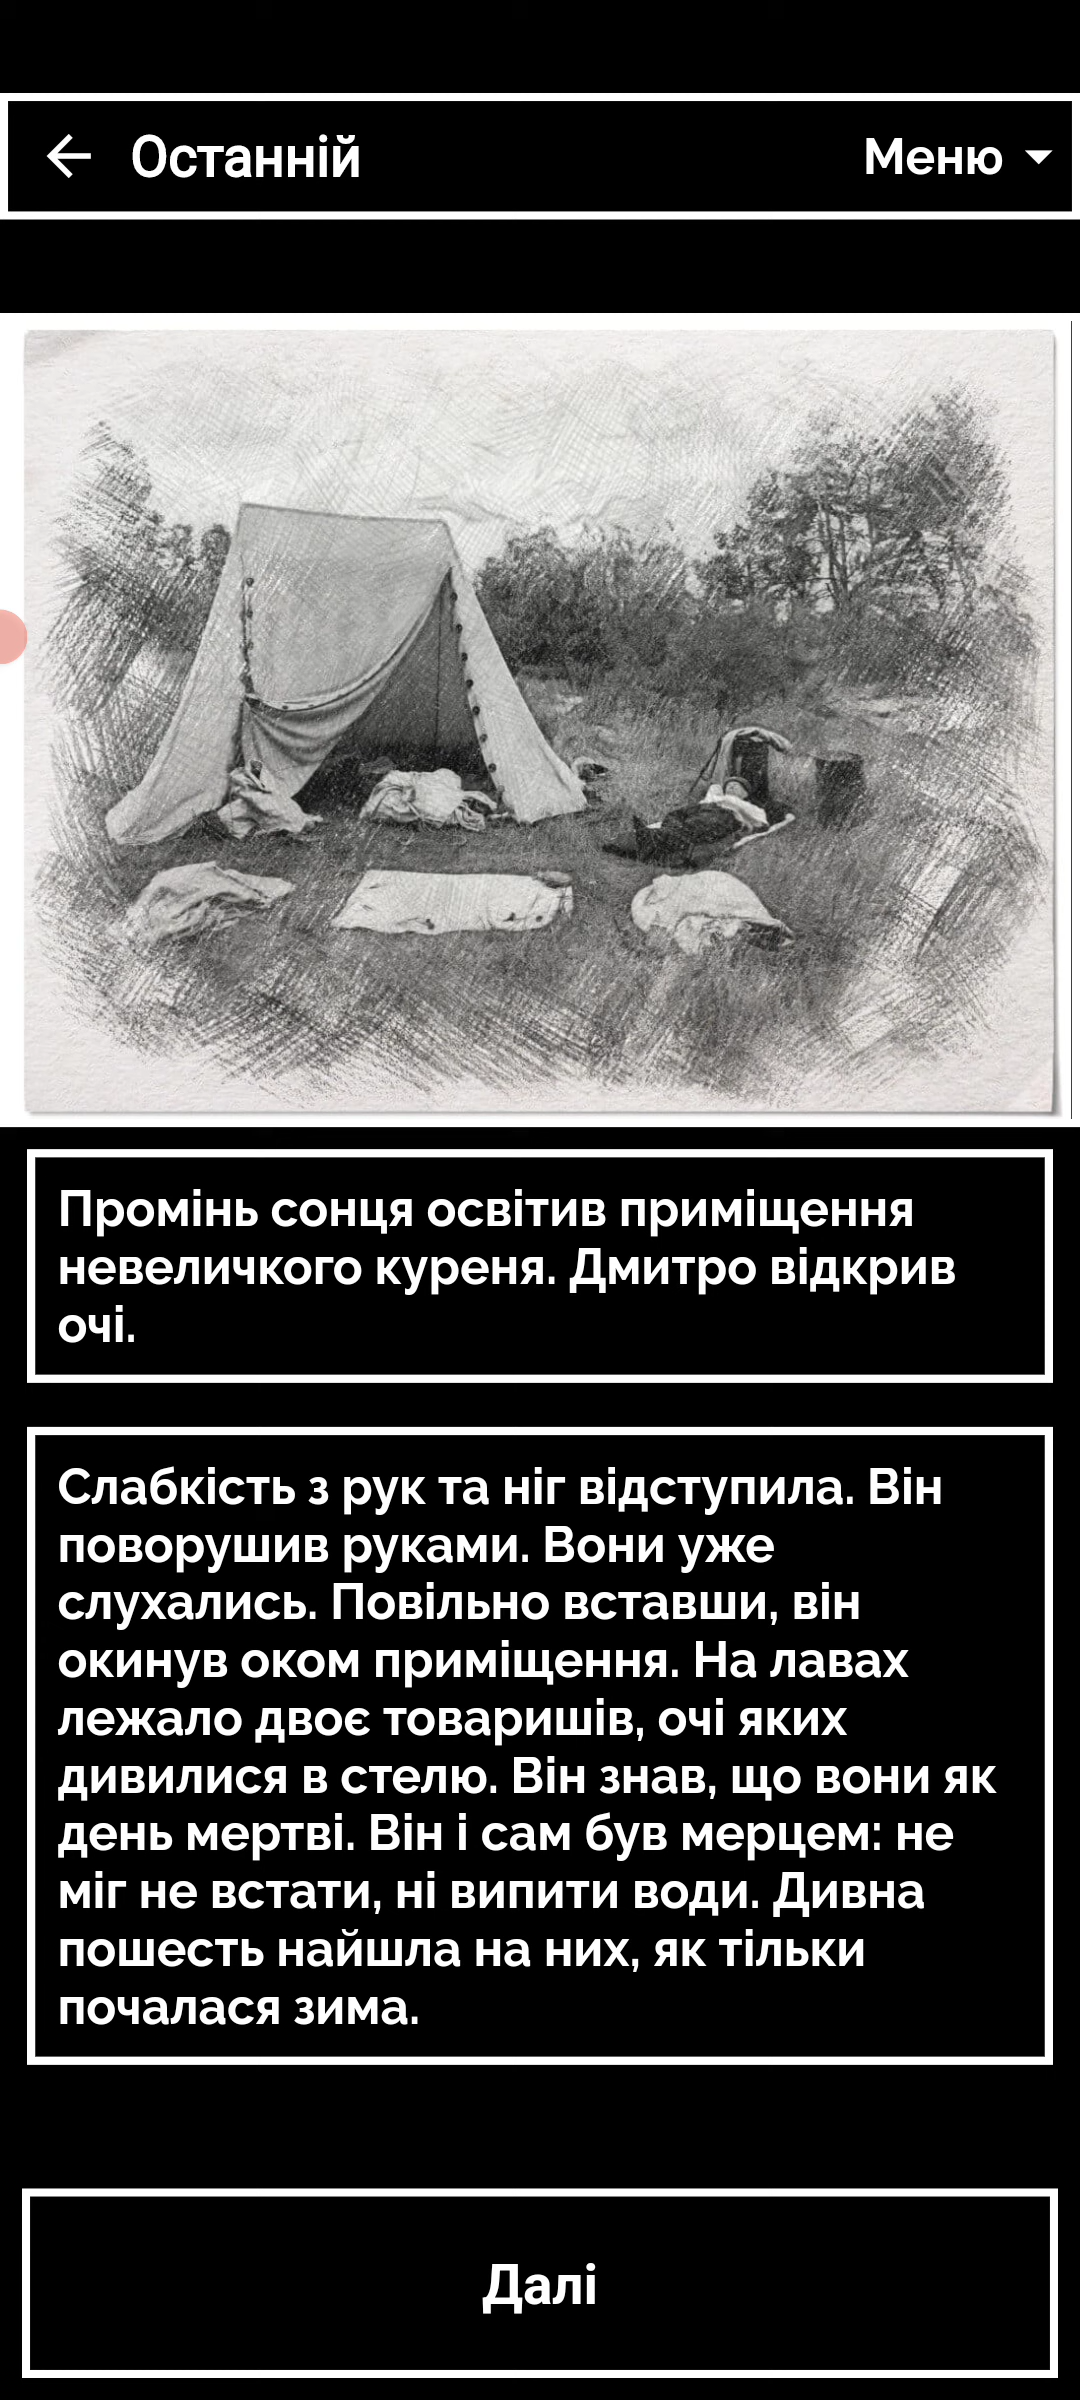 Останній
Меню
Промінь сонця освітив приміщення
невеличкого куреня. Дмитро відкрив
очі.
Слабкість з рук та ніг відступила. Він
поворушив руками. Вони уже
слухались. Повільно вставши, він
окинув оком приміщення. На лавах
лежало двоє товаришів, очі яких
дивилися в стелю. Він знав, що вони як
день мертві. Він і сам був мерцем: не
міг не встати, ні випити води. Дивна
пошесть найшла на них, як тільки
почалася зима.
Далі